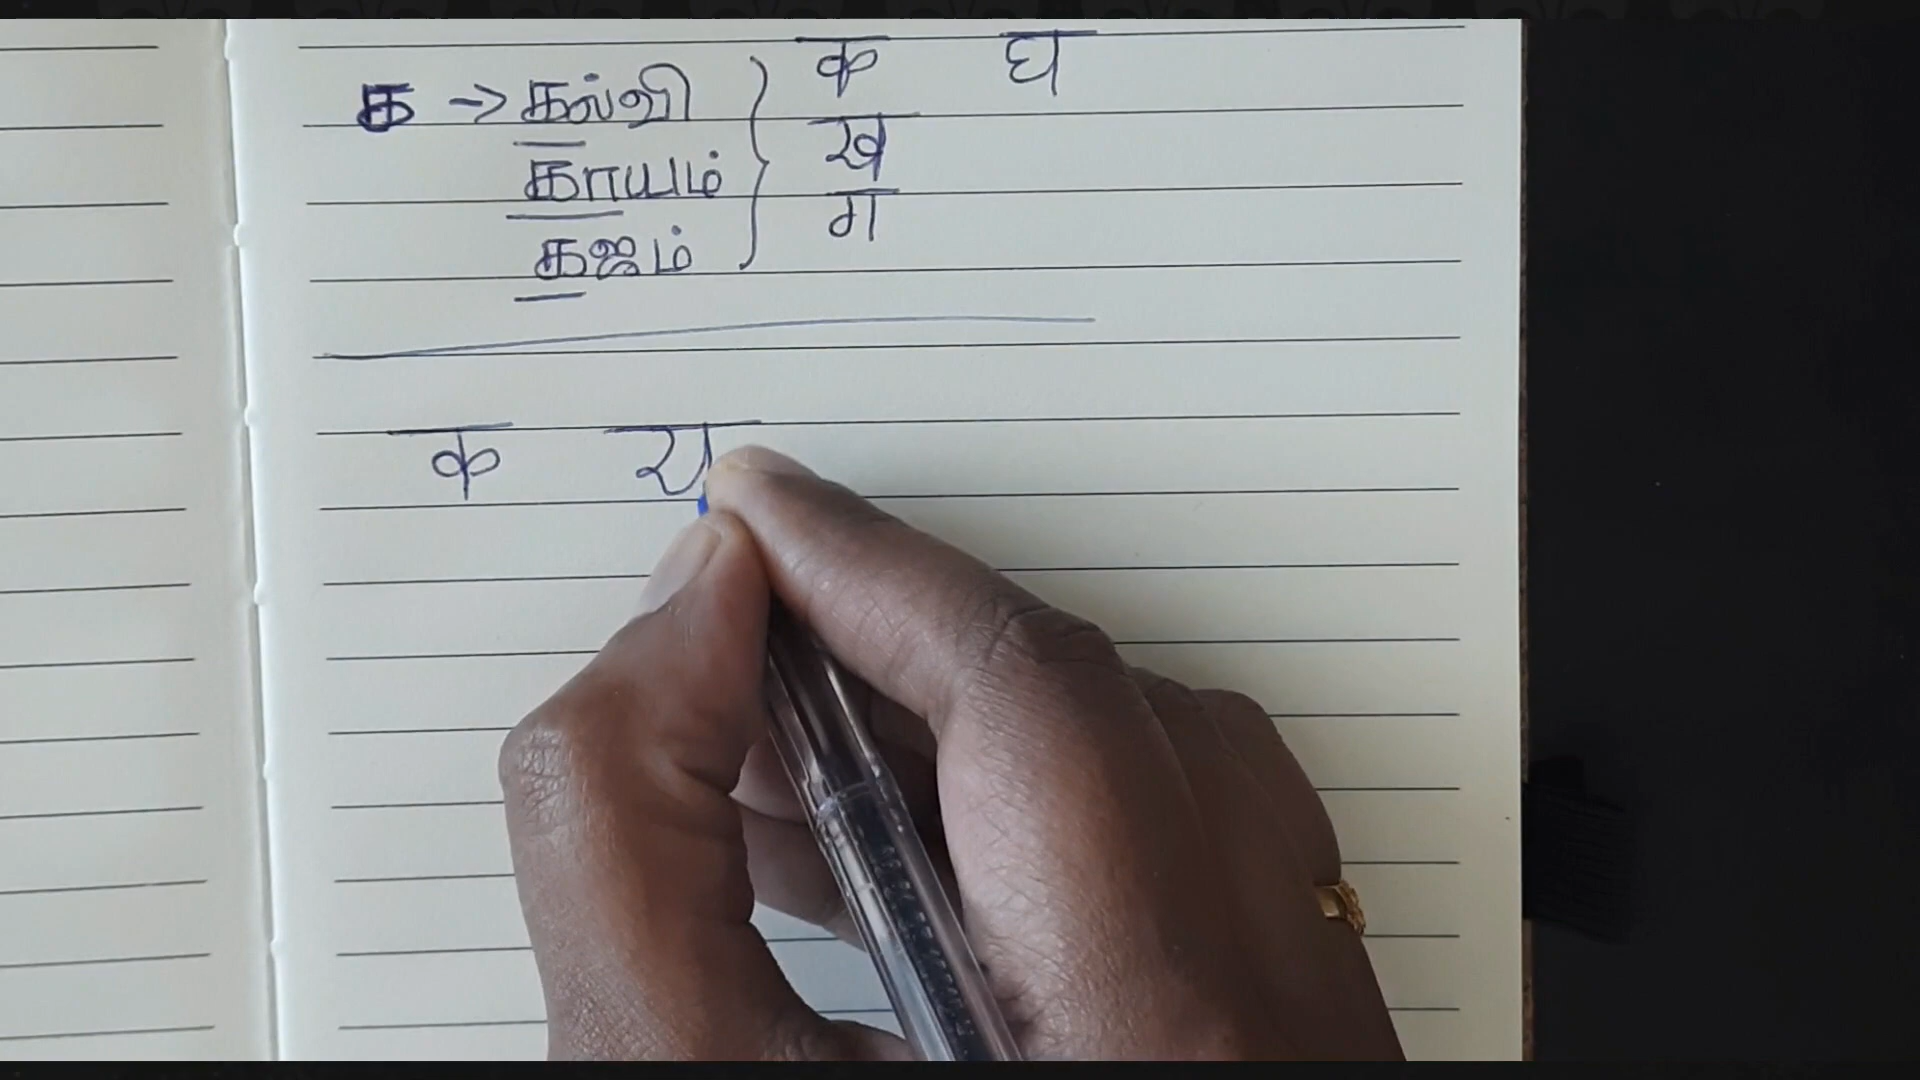 க -> கல்வி } क घ
காயம் ख
கஜம் ग
क य